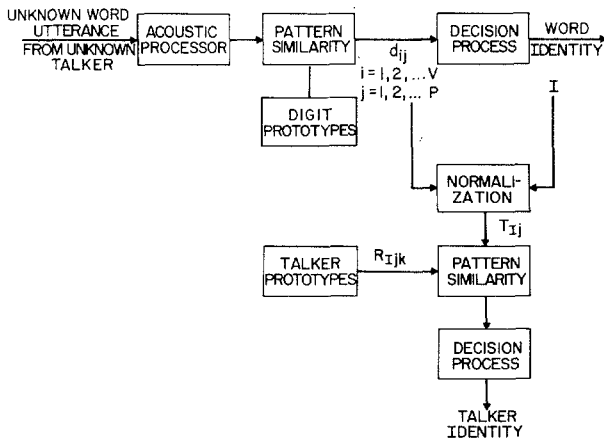 UNKNOWN WORD
UTTERANCE
FROM UNKNOWN
TALKER
ACOUSTIC
PROCESSOR
PATTERN
SIMILARITY
DIGIT
PROTOTYPES
dij
i = 1, 2, ... V
j = 1, 2, ... P
DECISION
PROCESS
WORD
IDENTITY
I
NORMALI-
ZATION
TIj
TALKER
PROTOTYPES
RIjk
PATTERN
SIMILARITY
DECISION
PROCESS
TALKER
IDENTITY